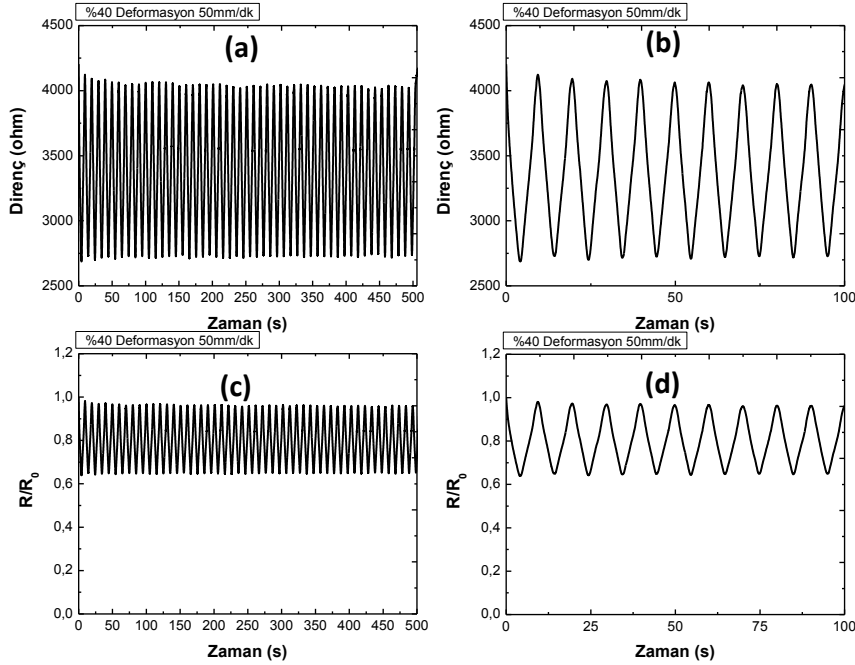 %40 Deformasyon 50mm/dk
(a)
4500
4000
3500
3000
2500
Direnç (ohm)
0 50 100 150 200 250 300 350 400 450 500
Zaman (s)
%40 Deformasyon 50mm/dk
(b)
4500
4000
3500
3000
2500
Direnç (ohm)
0 50 100
Zaman (s)
%40 Deformasyon 50mm/dk
(c)
1,2
1,0
0,8
0,6
0,4
0,2
0,0
R/R0
0 50 100 150 200 250 300 350 400 450 500
Zaman (s)
%40 Deformasyon 50mm/dk
(d)
1,2
1,0
0,8
0,6
0,4
0,2
0,0
R/R0
0 25 50 75 100
Zaman (s)